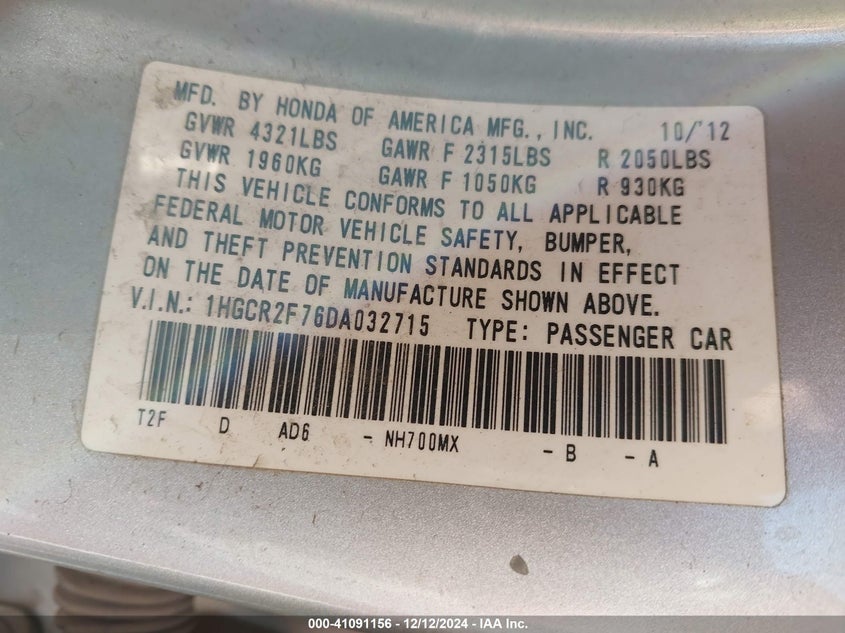 MFD. BY HONDA OF AMERICA MFG., INC. 10/'12
GVWR 4321LBS GAWR F 2315LBS R 2050LBS
GVWR 1960KG GAWR F 1050KG R 930KG
THIS VEHICLE CONFORMS TO ALL APPLICABLE
FEDERAL MOTOR VEHICLE SAFETY, BUMPER,
AND THEFT PREVENTION STANDARDS IN EFFECT
ON THE DATE OF MANUFACTURE SHOWN ABOVE.
V.I.N.: 1HGCR2F76DA032715 TYPE: PASSENGER CAR
T2F D AD6 - NH700MX - B - A
000-41091156 - 12/12/2024 - IAA Inc.